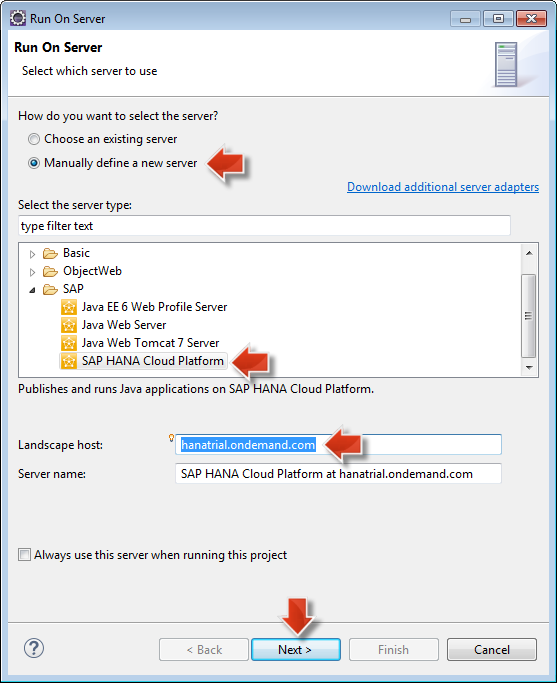 Run On Server
Run On Server
Select which server to use
How do you want to select the server?
Choose an existing server
Manually define a new server
Download additional server adapters
Select the server type:
type filter text
Basic
ObjectWeb
SAP
Java EE 6 Web Profile Server
Java Web Server
Java Web Tomcat 7 Server
SAP HANA Cloud Platform
Publishes and runs Java applications on SAP HANA Cloud Platform.
Landscape host: hanatrial.ondemand.com
Server name: SAP HANA Cloud Platform at hanatrial.ondemand.com
Always use this server when running this project
? < Back Next > Finish Cancel